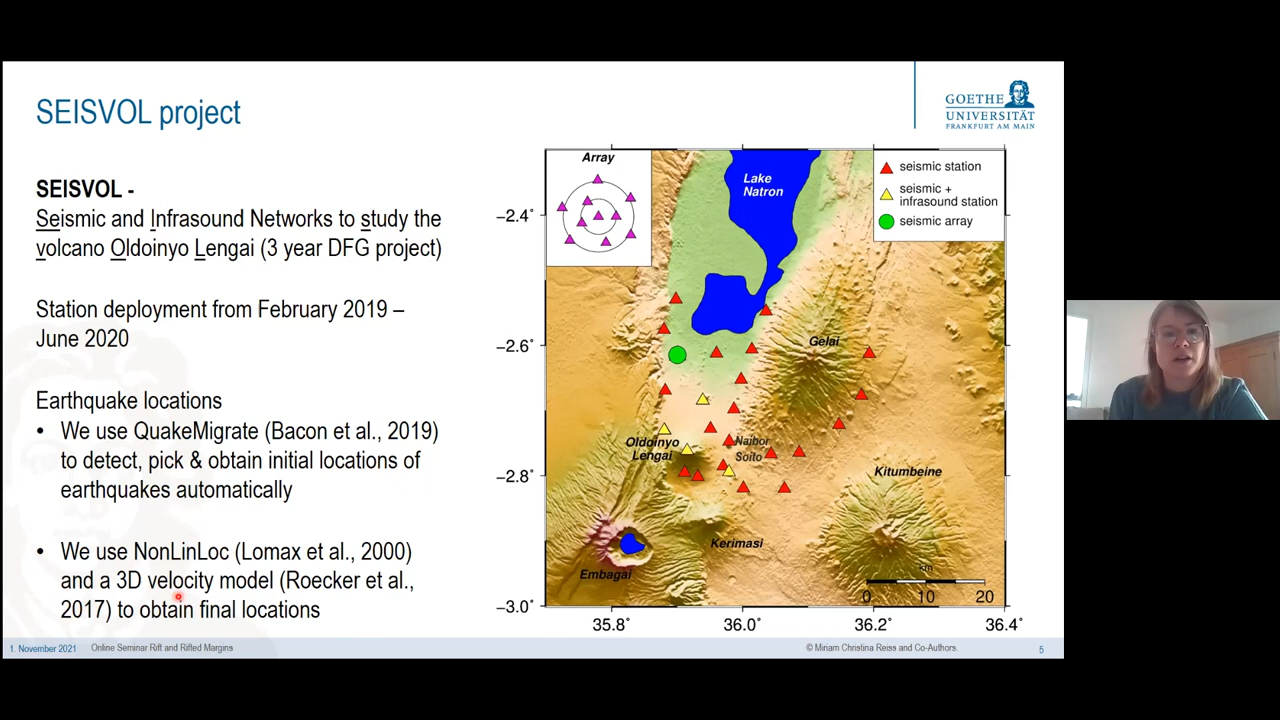 SEISVOL project
GOETHE
UNIVERSITÄT
FRANKFURT AM MAIN
SEISVOL -
Seismic and Infrasound Networks to study the
volcano Oldoinyo Lengai (3 year DFG project)
Station deployment from February 2019 –
June 2020
Earthquake locations
• We use QuakeMigrate (Bacon et al., 2019)
to detect, pick & obtain initial locations of
earthquakes automatically
• We use NonLinLoc (Lomax et al., 2000)
and a 3D velocity model (Roecker et al.,
2017) to obtain final locations
Array
Lake
Natron
seismic station
seismic +
infrasound station
seismic array
−2.4˚
−2.6˚
−2.8˚
−3.0˚
Gelai
Oldoinyo
Lengai
Naibor
Soito
Kitumbeine
Kerimasi
Embagai
km
0 10 20
35.8˚ 36.0˚ 36.2˚ 36.4˚
1. November 2021
Online Seminar Rift and Rifted Margins
© Miriam Christina Reiss and Co-Authors.
5